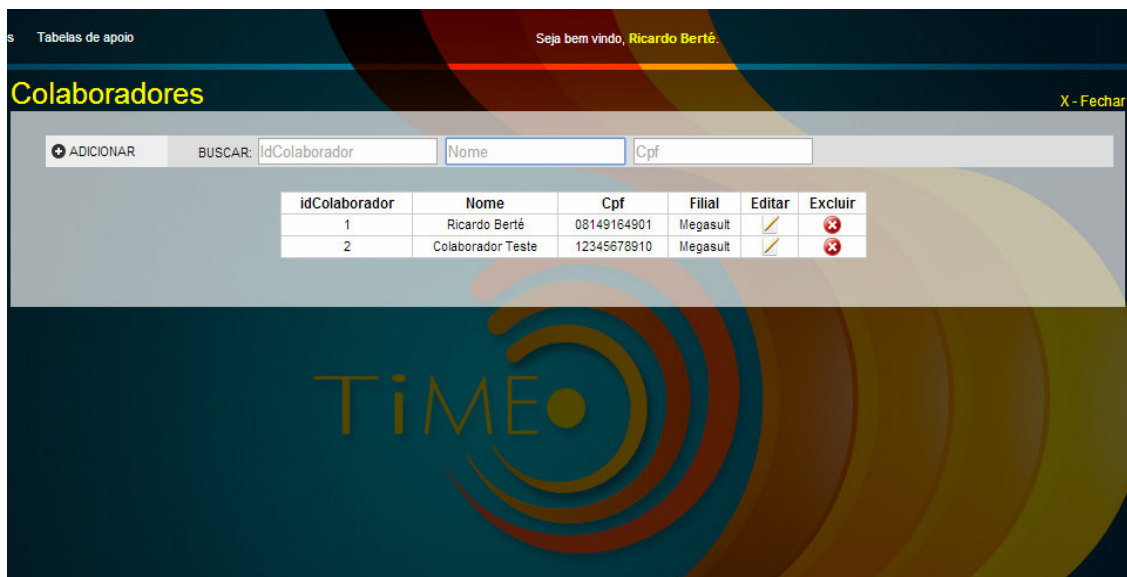 s Tabelas de apoio Seja bem vindo, Ricardo Berté.
Colaboradores X - Fechar
ADICIONAR BUSCAR: IdColaborador Nome Cpf
idColaborador Nome Cpf Filial Editar Excluir
1 Ricardo Berté 08149164901 Megasult
2 Colaborador Teste 12345678910 Megasult
TiME